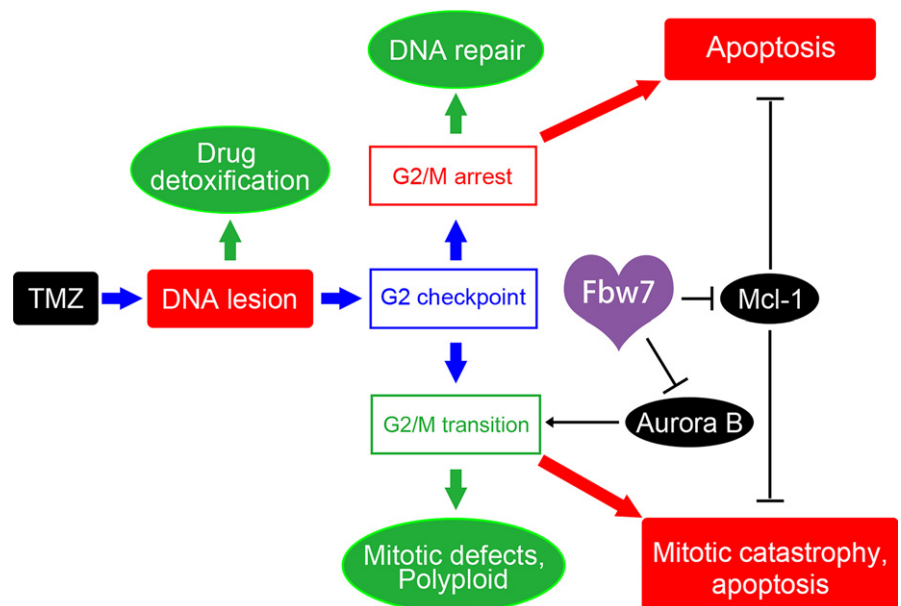 DNA repair
Apoptosis
Drug
detoxification
G2/M arrest
TMZ
DNA lesion
G2 checkpoint
Fbw7
Mcl-1
G2/M transition
Aurora B
Mitotic defects,
Polyploid
Mitotic catastrophy,
apoptosis